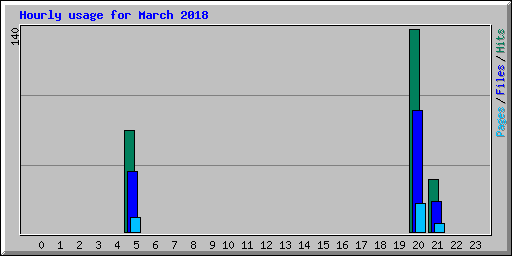 Hourly usage for March 2018
140
Pages/Files/Hits
0 1 2 3 4 5 6 7 8 9 10 11 12 13 14 15 16 17 18 19 20 21 22 23